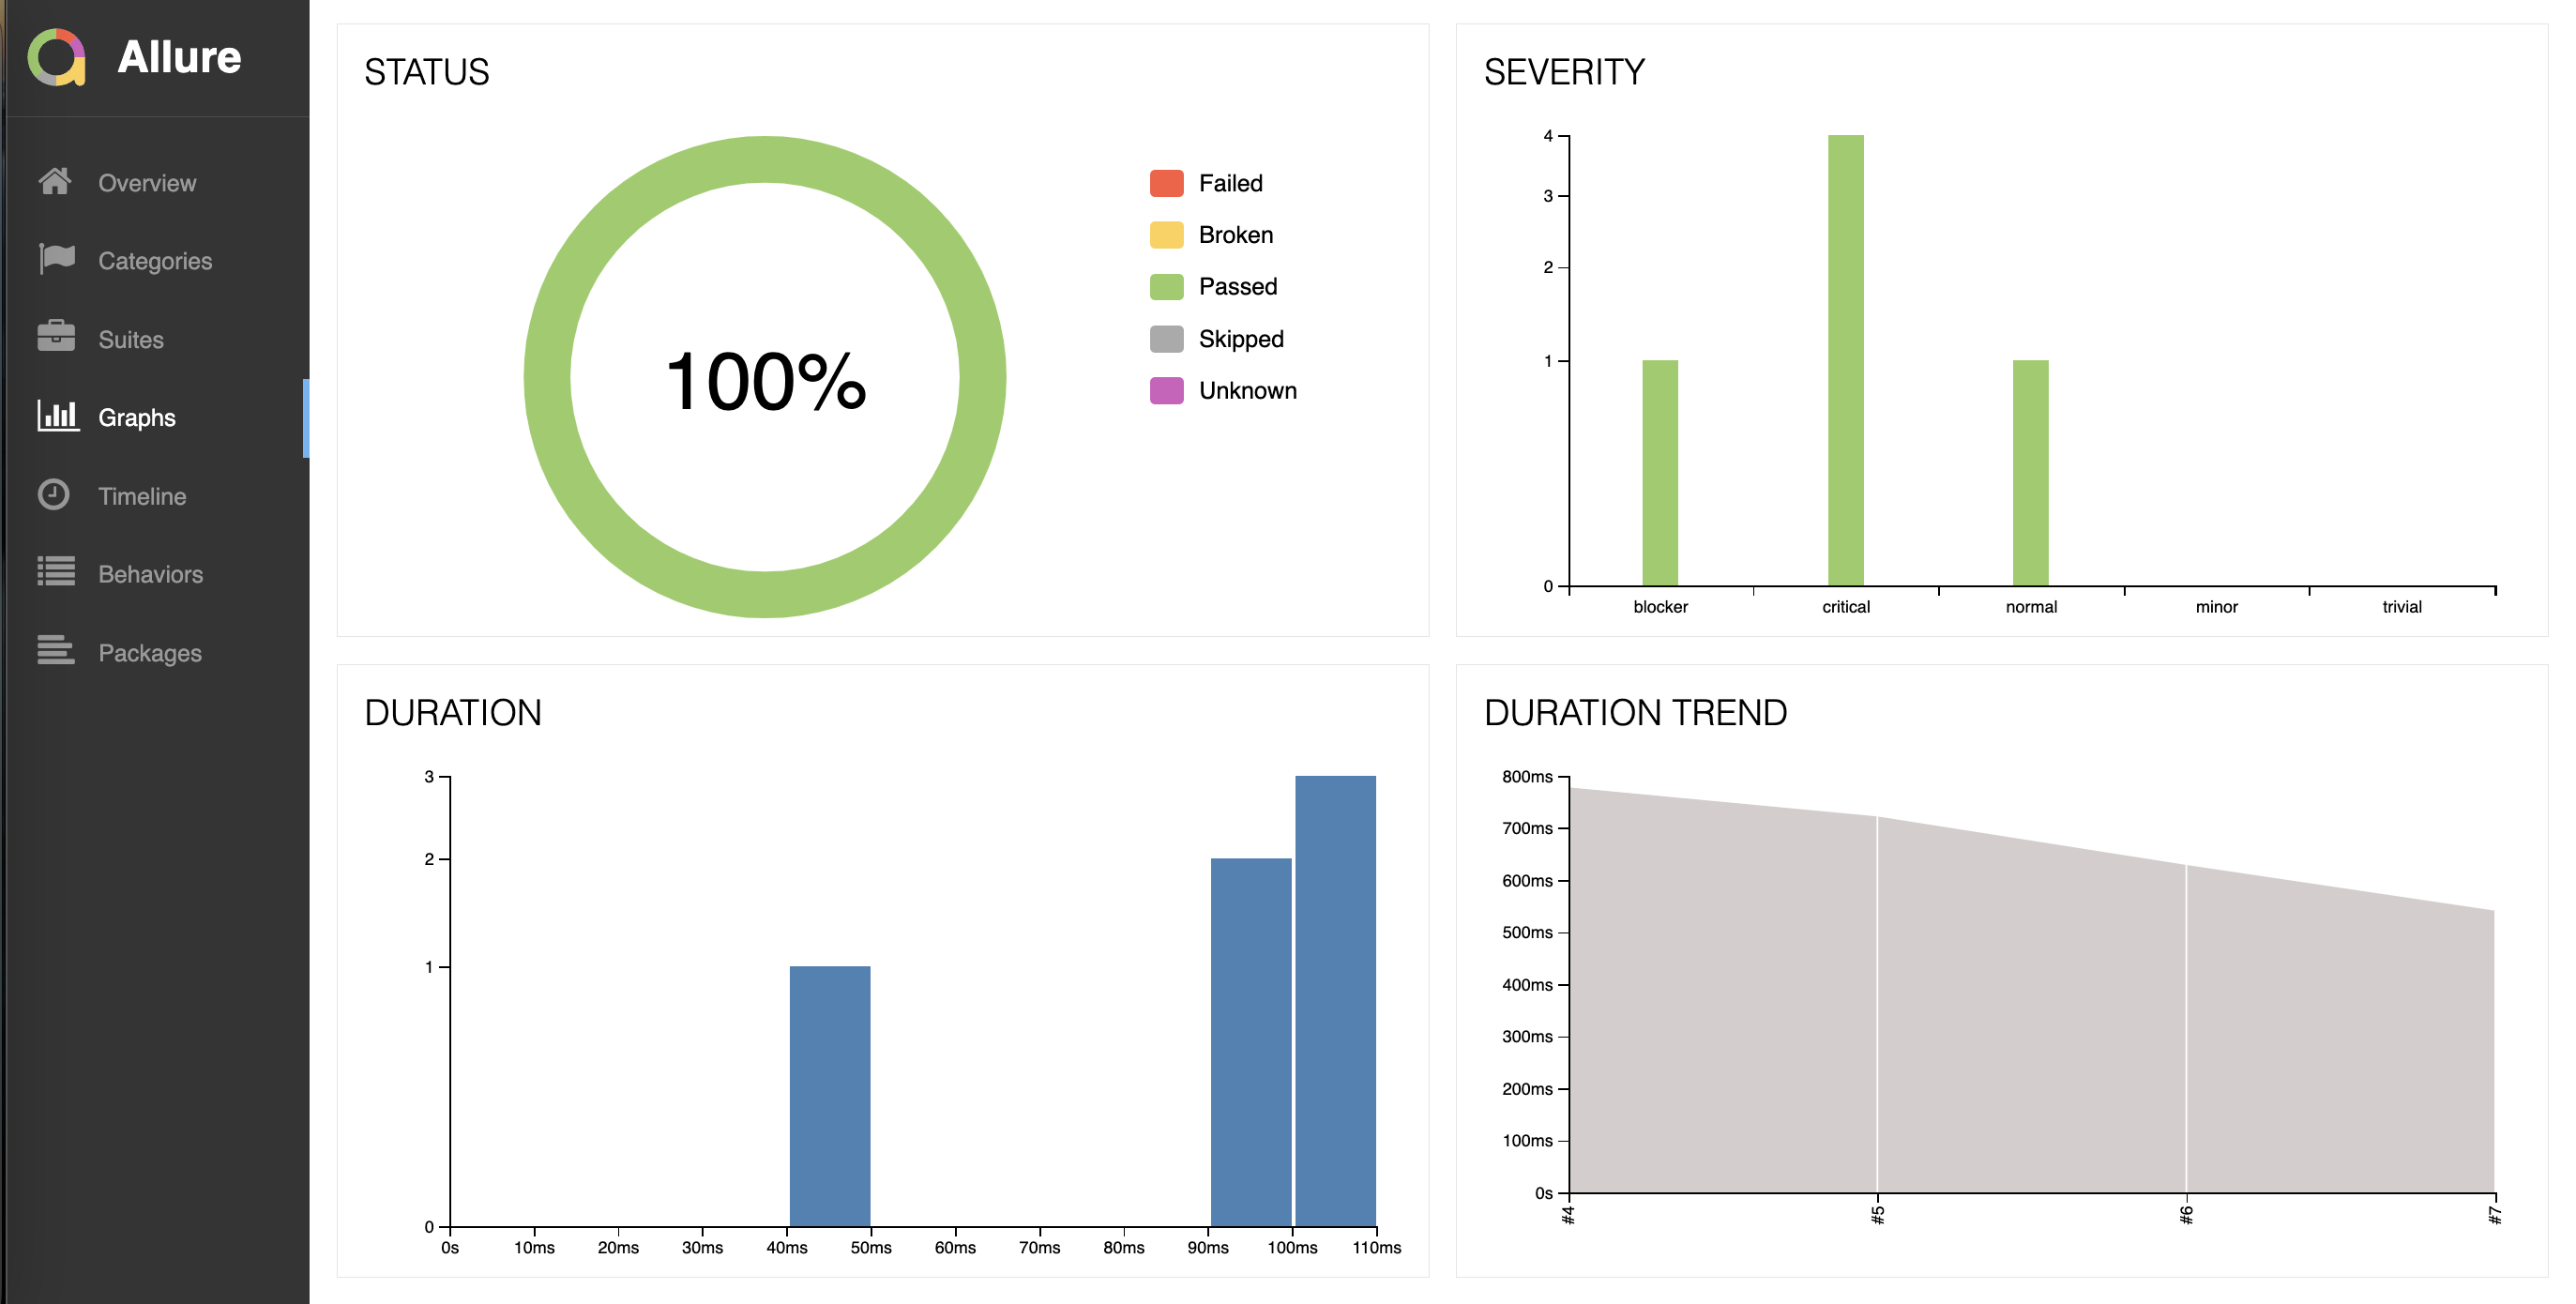 Allure
Overview
Categories
Suites
Graphs
Timeline
Behaviors
Packages
STATUS
100%
Failed
Broken
Passed
Skipped
Unknown
SEVERITY
4
3
2
1
0
blocker critical normal minor trivial
DURATION
3
2
1
0
0s 10ms 20ms 30ms 40ms 50ms 60ms 70ms 80ms 90ms 100ms 110ms
DURATION TREND
800ms
700ms
600ms
500ms
400ms
300ms
200ms
100ms
0s
#4 #5 #6 #7